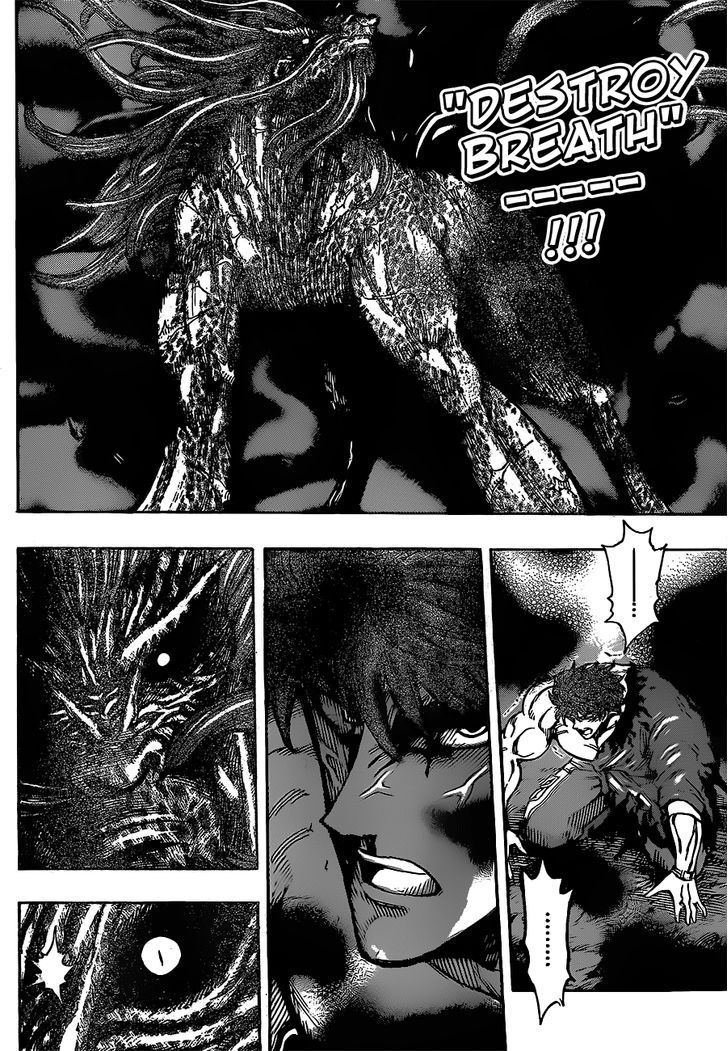 "DESTROY
BREATH"
-----
!!!
........
........